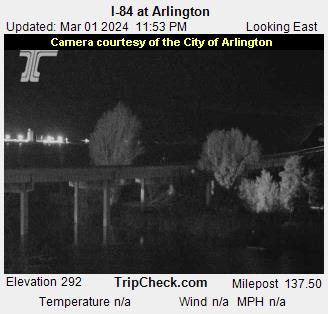 I-84 at Arlington
Updated: Mar 01 2024 11:53 PM Looking East
Camera courtesy of the City of Arlington
Elevation 292 TripCheck.com Milepost 137.50
Temperature n/a Wind n/a MPH n/a